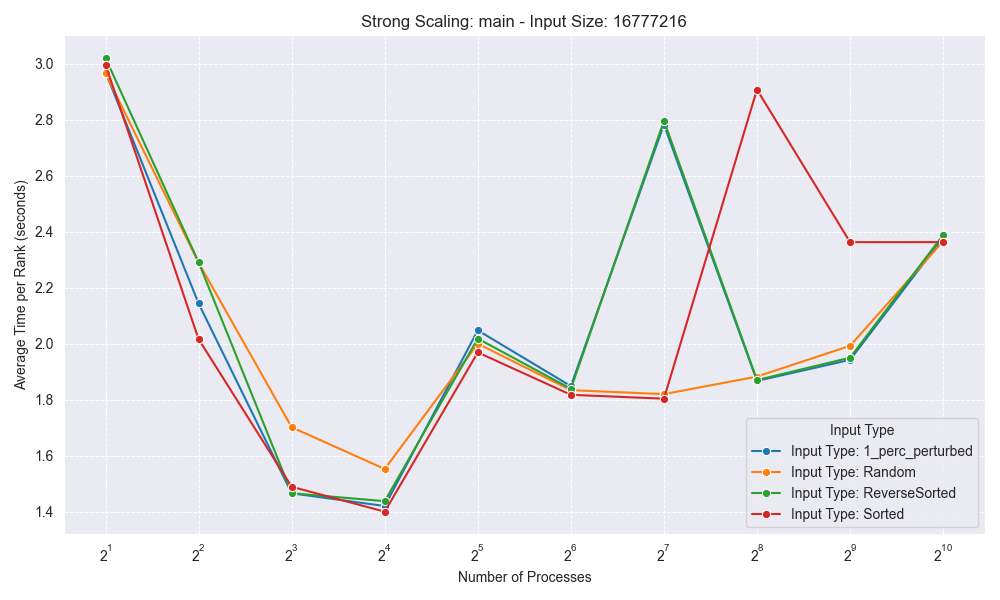 Strong Scaling: main - Input Size: 16777216
Average Time per Rank (seconds)
3.0
2.8
2.6
2.4
2.2
2.0
1.8
1.6
1.4
2^1 2^2 2^3 2^4 2^5 2^6 2^7 2^8 2^9 2^10
Number of Processes
Input Type
Input Type: 1_perc_perturbed
Input Type: Random
Input Type: ReverseSorted
Input Type: Sorted